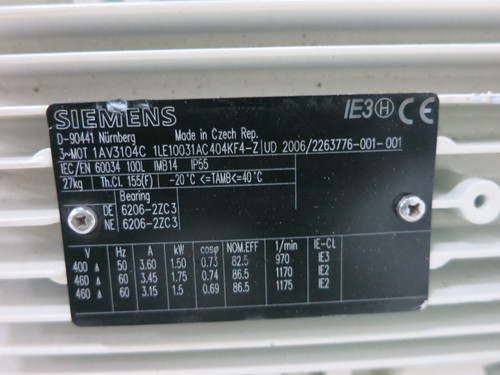 SIEMENS IE3 H
D-90441 Nürnberg Made in Czech Rep.
3~MOT 1AV3104C 1LE10031AC404KF4-Z UD 2006/2263776-001-001
IEC/EN 60034 100L IMB14 IP55
27kg Th.Cl. 155(F) -20°C <=TAMB<=40°C
Bearing
DE 6206-2ZC3
NE 6206-2ZC3
V Hz A kW cosφ NOM.EFF 1/min IE-CL
400 Δ 50 3.60 1.50 0.73 82.5 970 IE3
460 Δ 60 3.45 1.75 0.74 86.5 1170 IE2
460 Δ 60 3.15 1.5 0.69 86.5 1175 IE2